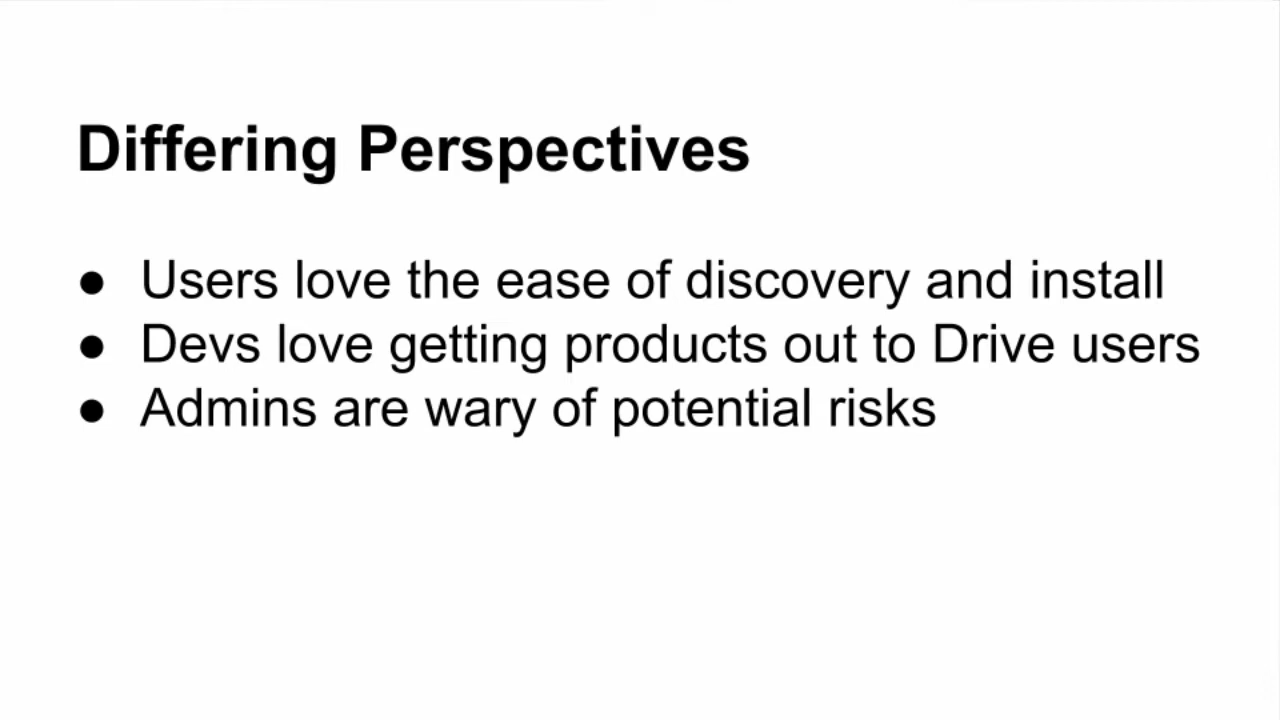 Differing Perspectives
● Users love the ease of discovery and install
● Devs love getting products out to Drive users
● Admins are wary of potential risks